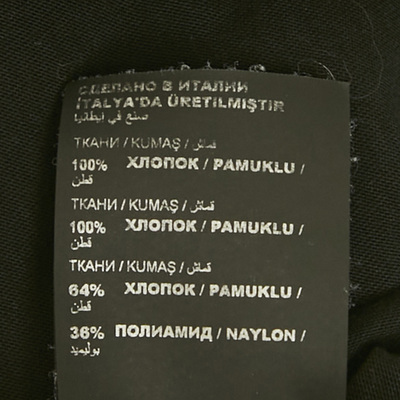 СДЕЛАНО В ИТАЛИИ
İTALYA'DA ÜRETİLMİŞTİR
صنع في ايطاليا
ТКАНИ / KUMAŞ / قماش /
100% ХЛОПОК / PAMUKLU /
قطن
ТКАНИ / KUMAŞ / قماش /
100% ХЛОПОК / PAMUKLU /
قطن
ТКАНИ / KUMAŞ / قماش /
64% ХЛОПОК / PAMUKLU /
قطن
36% ПОЛИАМИД / NAYLON /
بوليميد